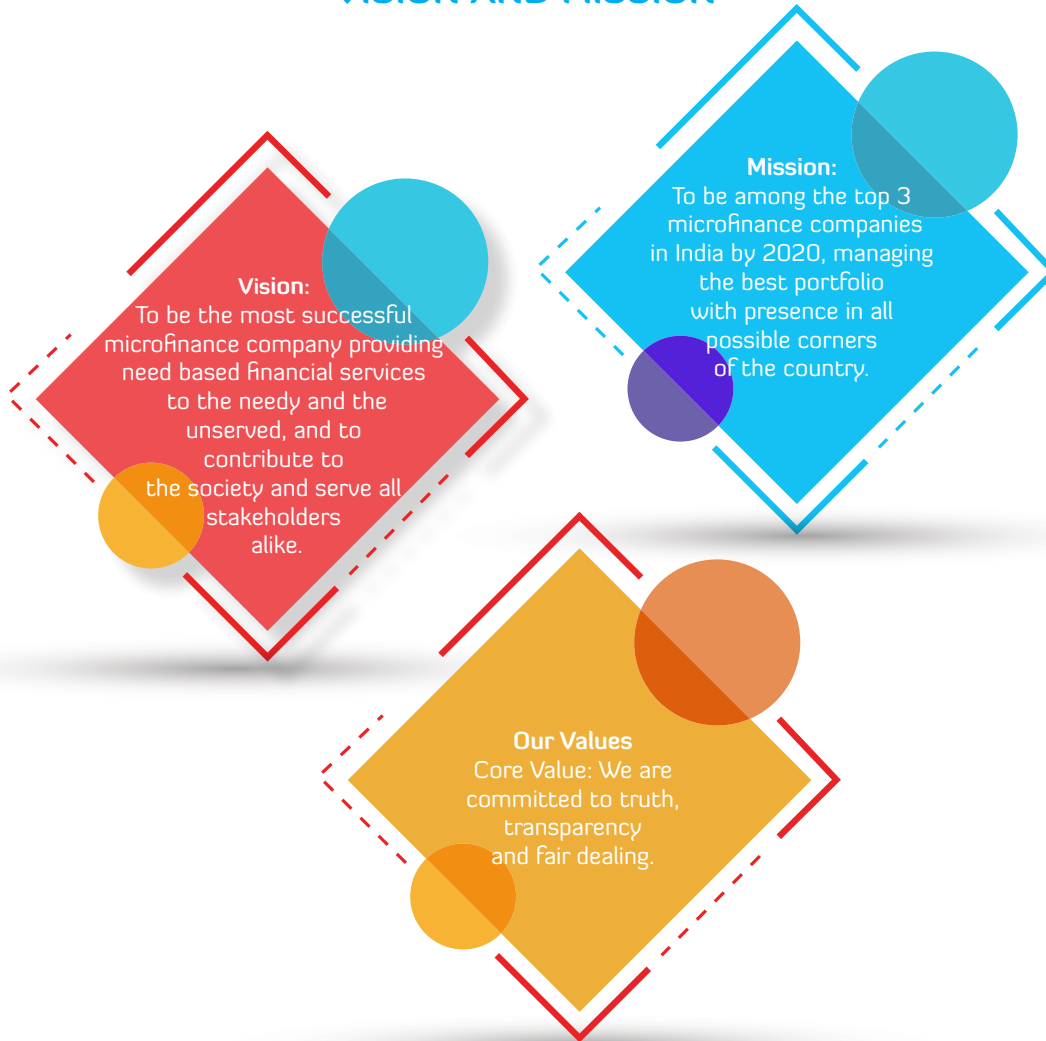 VISION AND MISSION
Vision:
To be the most successful
microfinance company providing
need based financial services
to the needy and the
unserved, and to
contribute to
the society and serve all
stakeholders
alike.
Mission:
To be among the top 3
microfinance companies
in India by 2020, managing
the best portfolio
with presence in all
possible corners
of the country.
Our Values
Core Value: We are
committed to truth,
transparency
and fair dealing.